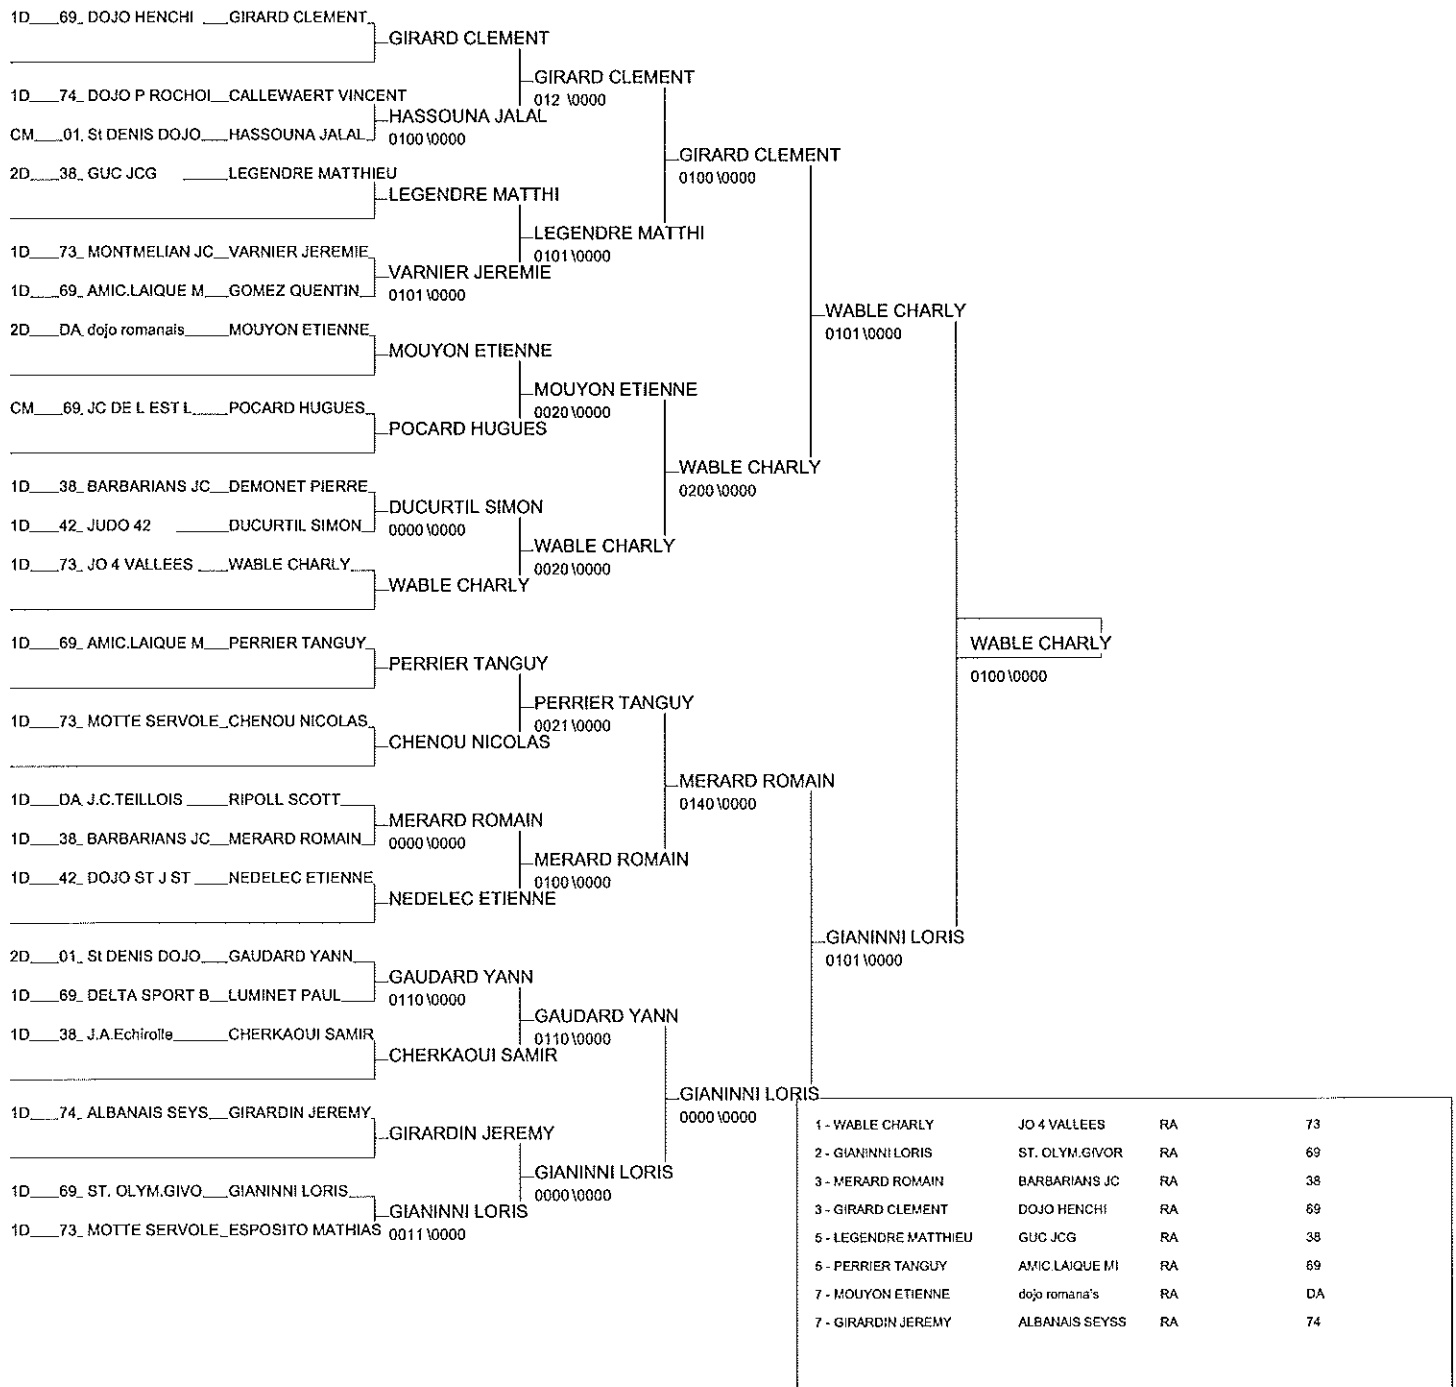 1D___69_ DOJO HENCHI ___GIRARD CLEMENT
GIRARD CLEMENT
GIRARD CLEMENT
012 \0000
1D___74_ DOJO P ROCHOI__CALLEWAERT VINCENT
HASSOUNA JALAL
0100 \0000
CM___01_ St DENIS DOJO___HASSOUNA JALAL
GIRARD CLEMENT
0100 \0000
2D___38_ GUC JCG _____LEGENDRE MATTHIEU
LEGENDRE MATTHI
LEGENDRE MATTHI
0101 \0000
1D___73_ MONTMELIAN JC__VARNIER JEREMIE
VARNIER JEREMIE
0101 \0000
1D___69_ AMIC.LAIQUE M___GOMEZ QUENTIN
WABLE CHARLY
0101 \0000
2D___DA_ dojo romanais_____MOUYON ETIENNE
MOUYON ETIENNE
MOUYON ETIENNE
0020 \0000
CM___69_ JC DE L EST L____POCARD HUGUES
POCARD HUGUES
WABLE CHARLY
0200 \0000
1D___38_ BARBARIANS JC__DEMONET PIERRE
DUCURTIL SIMON
0000 \0000
1D___42_ JUDO 42 _____DUCURTIL SIMON
WABLE CHARLY
0020 \0000
1D___73_ JO 4 VALLEES ___WABLE CHARLY
WABLE CHARLY
1D___69_ AMIC.LAIQUE M___PERRIER TANGUY
WABLE CHARLY
0100 \0000
PERRIER TANGUY
PERRIER TANGUY
0021 \0000
1D___73_ MOTTE SERVOLE_CHENOU NICOLAS
CHENOU NICOLAS
MERARD ROMAIN
0140 \0000
1D___DA_ J.C.TEILLOIS ____RIPOLL SCOTT
MERARD ROMAIN
0000 \0000
1D___38_ BARBARIANS JC__MERARD ROMAIN
MERARD ROMAIN
0100 \0000
1D___42_ DOJO ST J ST ____NEDELEC ETIENNE
NEDELEC ETIENNE
GIANINNI LORIS
0101 \0000
2D___01_ St DENIS DOJO___GAUDARD YANN
GAUDARD YANN
0110 \0000
1D___69_ DELTA SPORT B__LUMINET PAUL
GAUDARD YANN
0110 \0000
1D___38_ J.A.Echirolle______CHERKAOUI SAMIR
CHERKAOUI SAMIR
GIANINNI LORIS
0000 \0000
1D___74_ ALBANAIS SEYS__GIRARDIN JEREMY
GIRARDIN JEREMY
GIANINNI LORIS
0000 \0000
1D___69_ ST. OLYM.GIVO___GIANINNI LORIS
GIANINNI LORIS
0011 \0000
1D___73_ MOTTE SERVOLE_ESPOSITO MATHIAS
1 - WABLE CHARLY JO 4 VALLEES RA 73
2 - GIANINNI LORIS ST. OLYM.GIVOR RA 69
3 - MERARD ROMAIN BARBARIANS JC RA 38
3 - GIRARD CLEMENT DOJO HENCHI RA 69
5 - LEGENDRE MATTHIEU GUC JCG RA 38
5 - PERRIER TANGUY AMIC.LAIQUE MI RA 69
7 - MOUYON ETIENNE dojo romana's RA DA
7 - GIRARDIN JEREMY ALBANAIS SEYSS RA 74